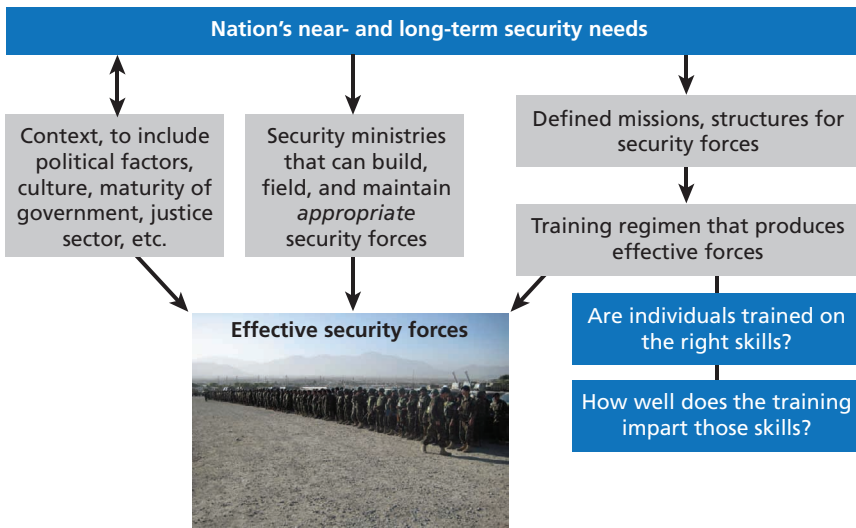 Nation’s near- and long-term security needs
Context, to include
political factors,
culture, maturity of
government, justice
sector, etc.
Security ministries
that can build,
field, and maintain
appropriate
security forces
Defined missions, structures for
security forces
Training regimen that produces
effective forces
Effective security forces
Are individuals trained on
the right skills?
How well does the training
impart those skills?